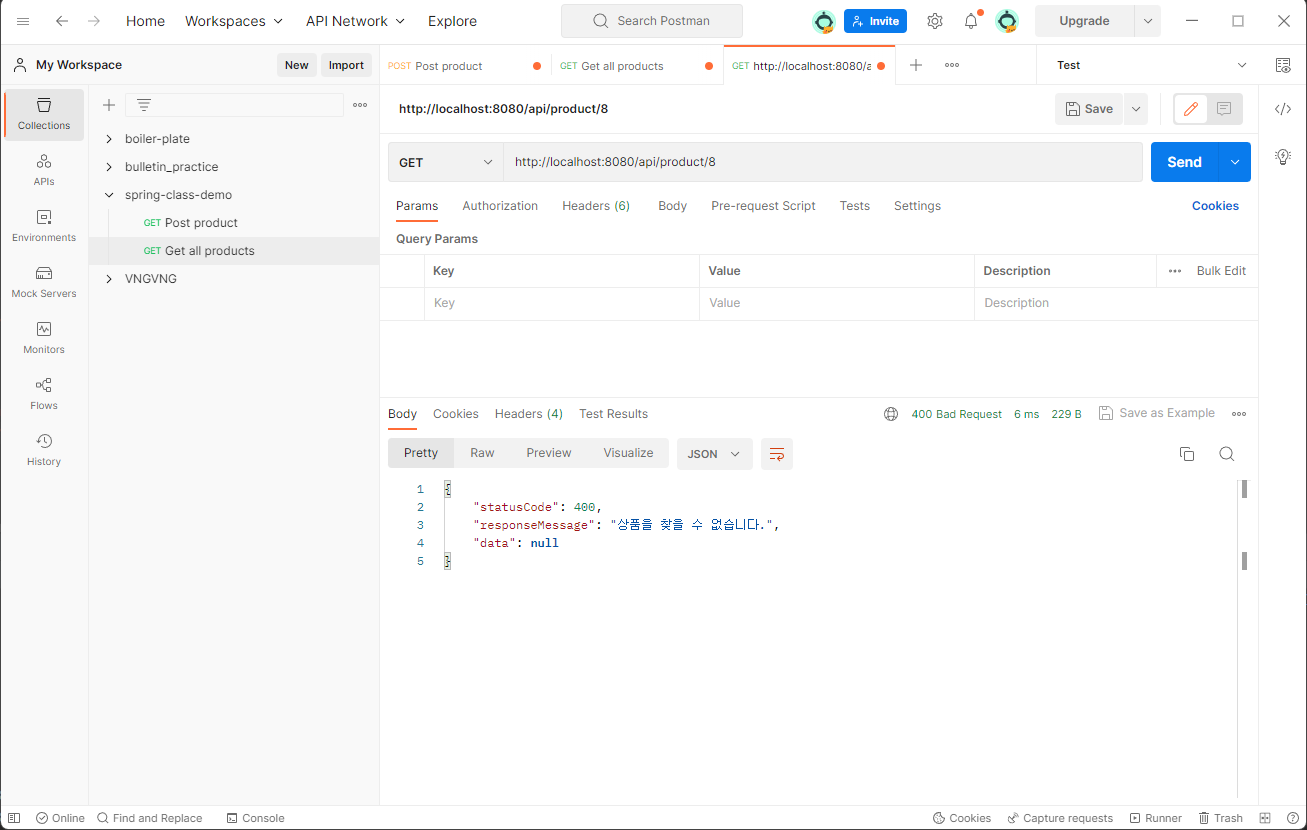 Home Workspaces API Network Explore Search Postman Invite Upgrade
My Workspace New Import POST Post product GET Get all products GET http://localhost:8080/a Test
Collections
APIs
Environments
Mock Servers
Monitors
Flows
History
boiler-plate
bulletin_practice
spring-class-demo
GET Post product
GET Get all products
VNGVNG
http://localhost:8080/api/product/8 Save
GET http://localhost:8080/api/product/8 Send
Params Authorization Headers (6) Body Pre-request Script Tests Settings Cookies
Query Params
Key Value Description Bulk Edit
Key Value Description
Body Cookies Headers (4) Test Results 400 Bad Request 6 ms 229 B Save as Example
Pretty Raw Preview Visualize JSON
1 {
2 "statusCode": 400,
3 "responseMessage": "상품을 찾을 수 없습니다.",
4 "data": null
5 }
Online Find and Replace Console Cookies Capture requests Runner Trash